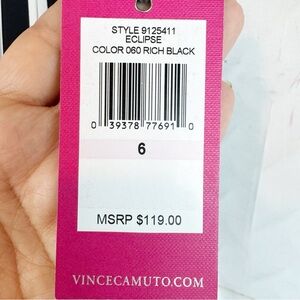 STYLE 9125411
ECLIPSE
COLOR 060 RICH BLACK
0 39378 77691 0
6
MSRP $119.00
VINCECAMUTO.COM